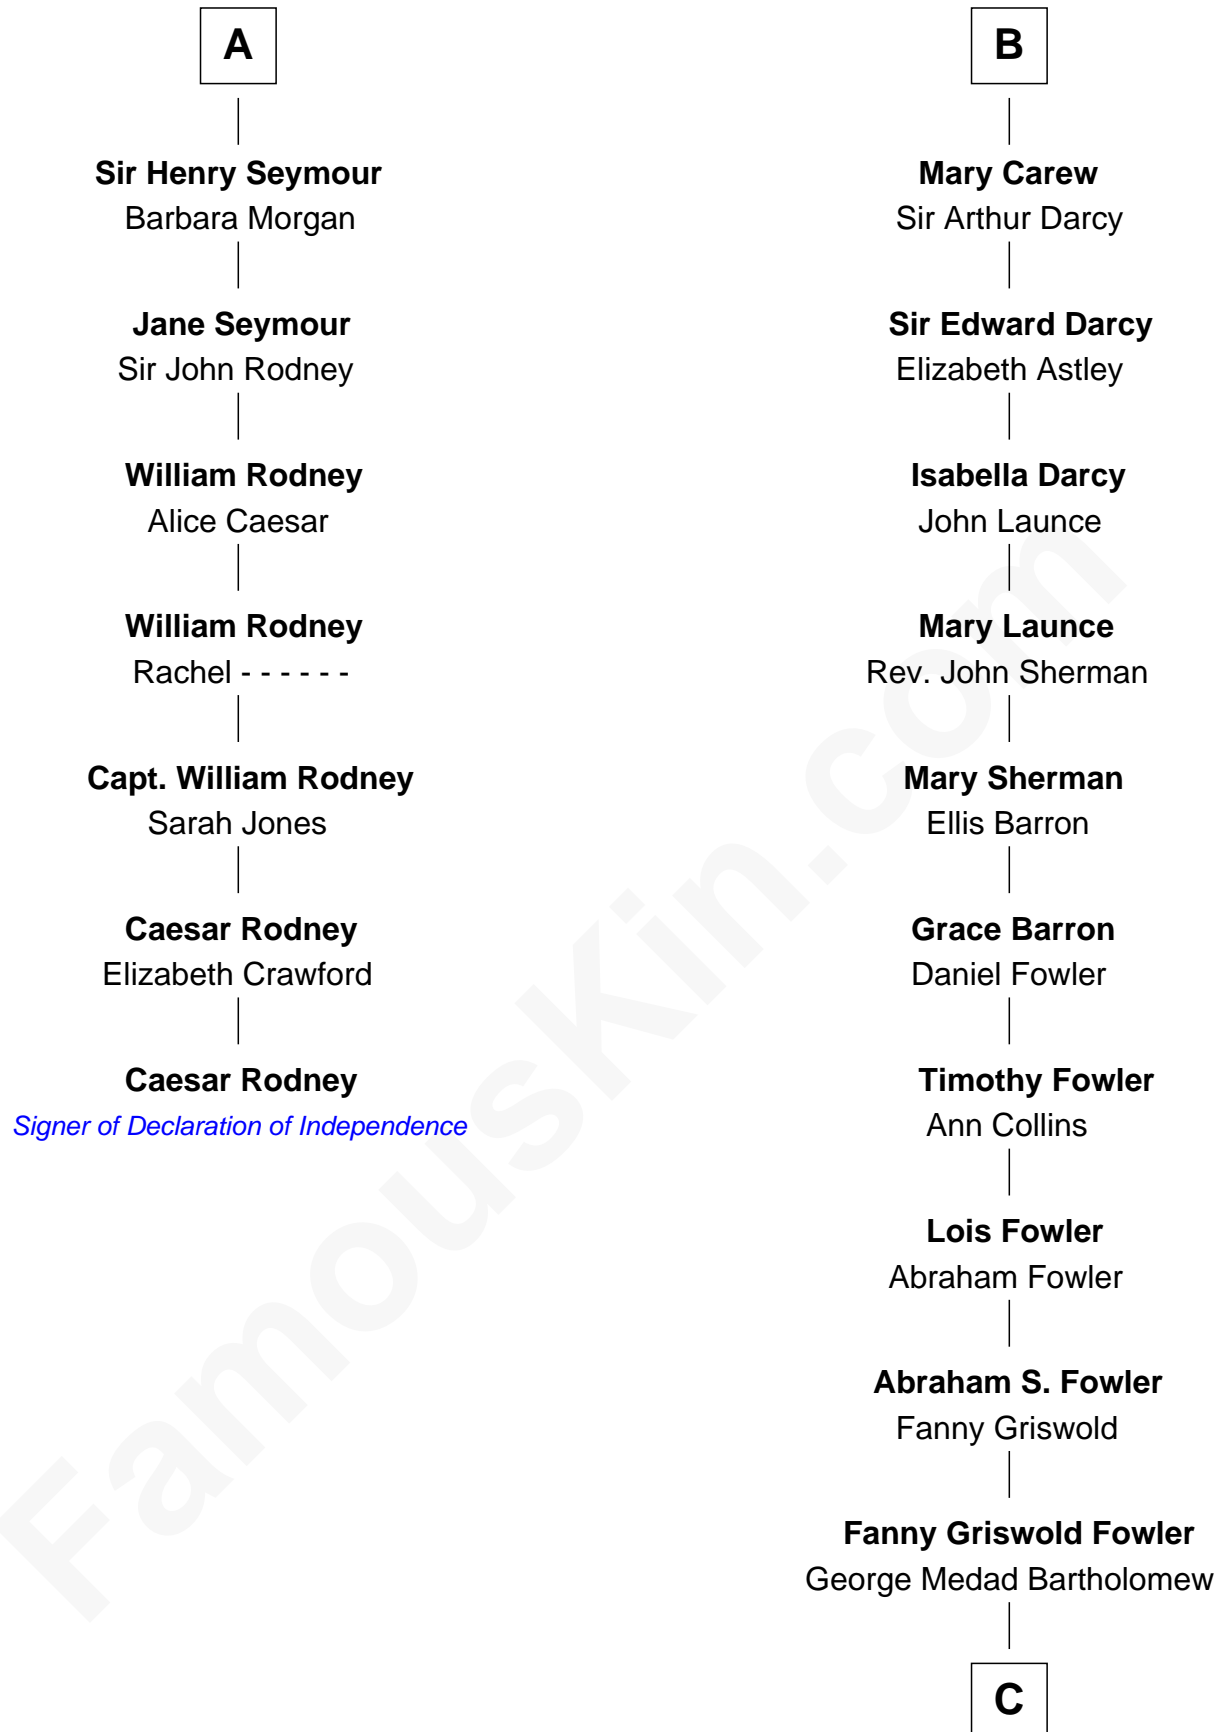 A
Sir Henry Seymour
Barbara Morgan
Jane Seymour
Sir John Rodney
William Rodney
Alice Caesar
William Rodney
Rachel - - - - - -
Capt. William Rodney
Sarah Jones
Caesar Rodney
Elizabeth Crawford
Caesar Rodney
Signer of Declaration of Independence
B
Mary Carew
Sir Arthur Darcy
Sir Edward Darcy
Elizabeth Astley
Isabella Darcy
John Launce
Mary Launce
Rev. John Sherman
Mary Sherman
Ellis Barron
Grace Barron
Daniel Fowler
Timothy Fowler
Ann Collins
Lois Fowler
Abraham Fowler
Abraham S. Fowler
Fanny Griswold
Fanny Griswold Fowler
George Medad Bartholomew
C
FamousKin.com